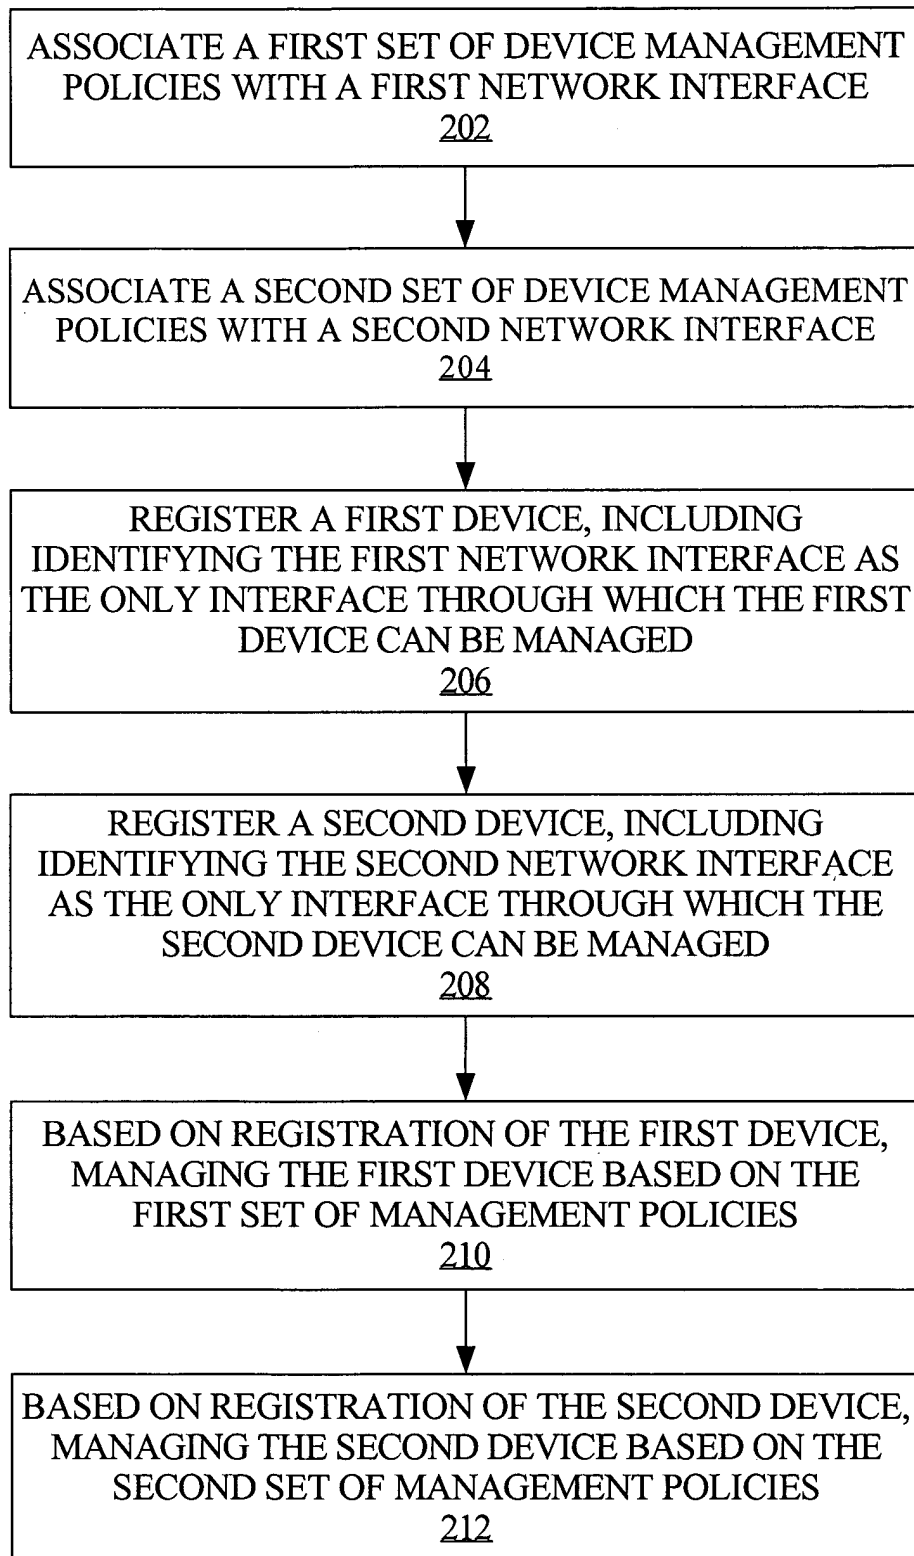 ASSOCIATE A FIRST SET OF DEVICE MANAGEMENT
POLICIES WITH A FIRST NETWORK INTERFACE
202
ASSOCIATE A SECOND SET OF DEVICE MANAGEMENT
POLICIES WITH A SECOND NETWORK INTERFACE
204
REGISTER A FIRST DEVICE, INCLUDING
IDENTIFYING THE FIRST NETWORK INTERFACE AS
THE ONLY INTERFACE THROUGH WHICH THE FIRST
DEVICE CAN BE MANAGED
206
REGISTER A SECOND DEVICE, INCLUDING
IDENTIFYING THE SECOND NETWORK INTERFACE
AS THE ONLY INTERFACE THROUGH WHICH THE
SECOND DEVICE CAN BE MANAGED
208
BASED ON REGISTRATION OF THE FIRST DEVICE,
MANAGING THE FIRST DEVICE BASED ON THE
FIRST SET OF MANAGEMENT POLICIES
210
BASED ON REGISTRATION OF THE SECOND DEVICE,
MANAGING THE SECOND DEVICE BASED ON THE
SECOND SET OF MANAGEMENT POLICIES
212